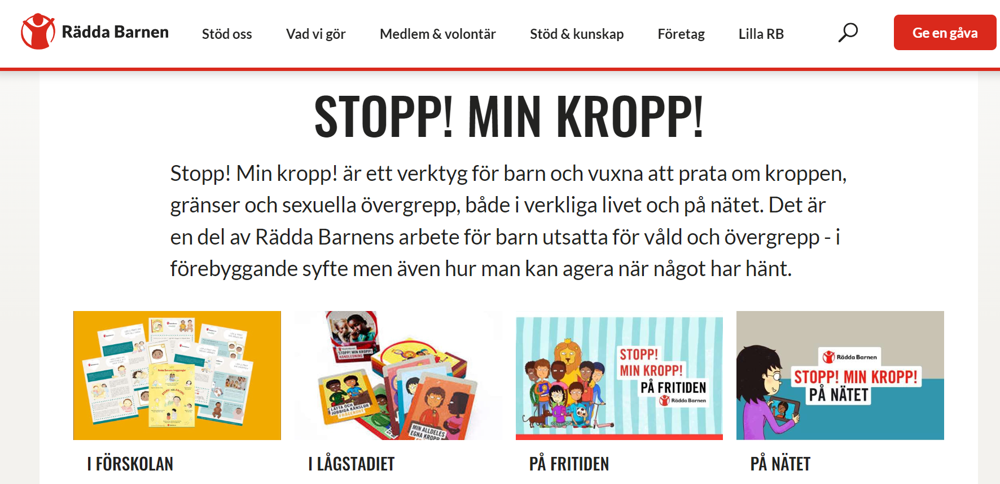 Rädda Barnen
Stöd oss
Vad vi gör
Medlem & volontär
Stöd & kunskap
Företag
Lilla RB
Ge en gåva
STOPP! MIN KROPP!
Stopp! Min kropp! är ett verktyg för barn och vuxna att prata om kroppen,
gränser och sexuella övergrepp, både i verkliga livet och på nätet. Det är
en del av Rädda Barnens arbete för barn utsatta för våld och övergrepp - i
förebyggande syfte men även hur man kan agera när något har hänt.
STOPP! MIN KROPP!
HANDLEDNING
LÄTTA OCH
JOBBIGA KÄNSLOR
FRÅGEKORT
MIN ALLDELES
EGNA KROPP
STOPP!
MIN KROPP!
PÅ FRITIDEN
Rädda Barnen
Rädda Barnen
STOPP! MIN KROPP!
PÅ NÄTET
I FÖRSKOLAN
I LÅGSTADIET
PÅ FRITIDEN
PÅ NÄTET